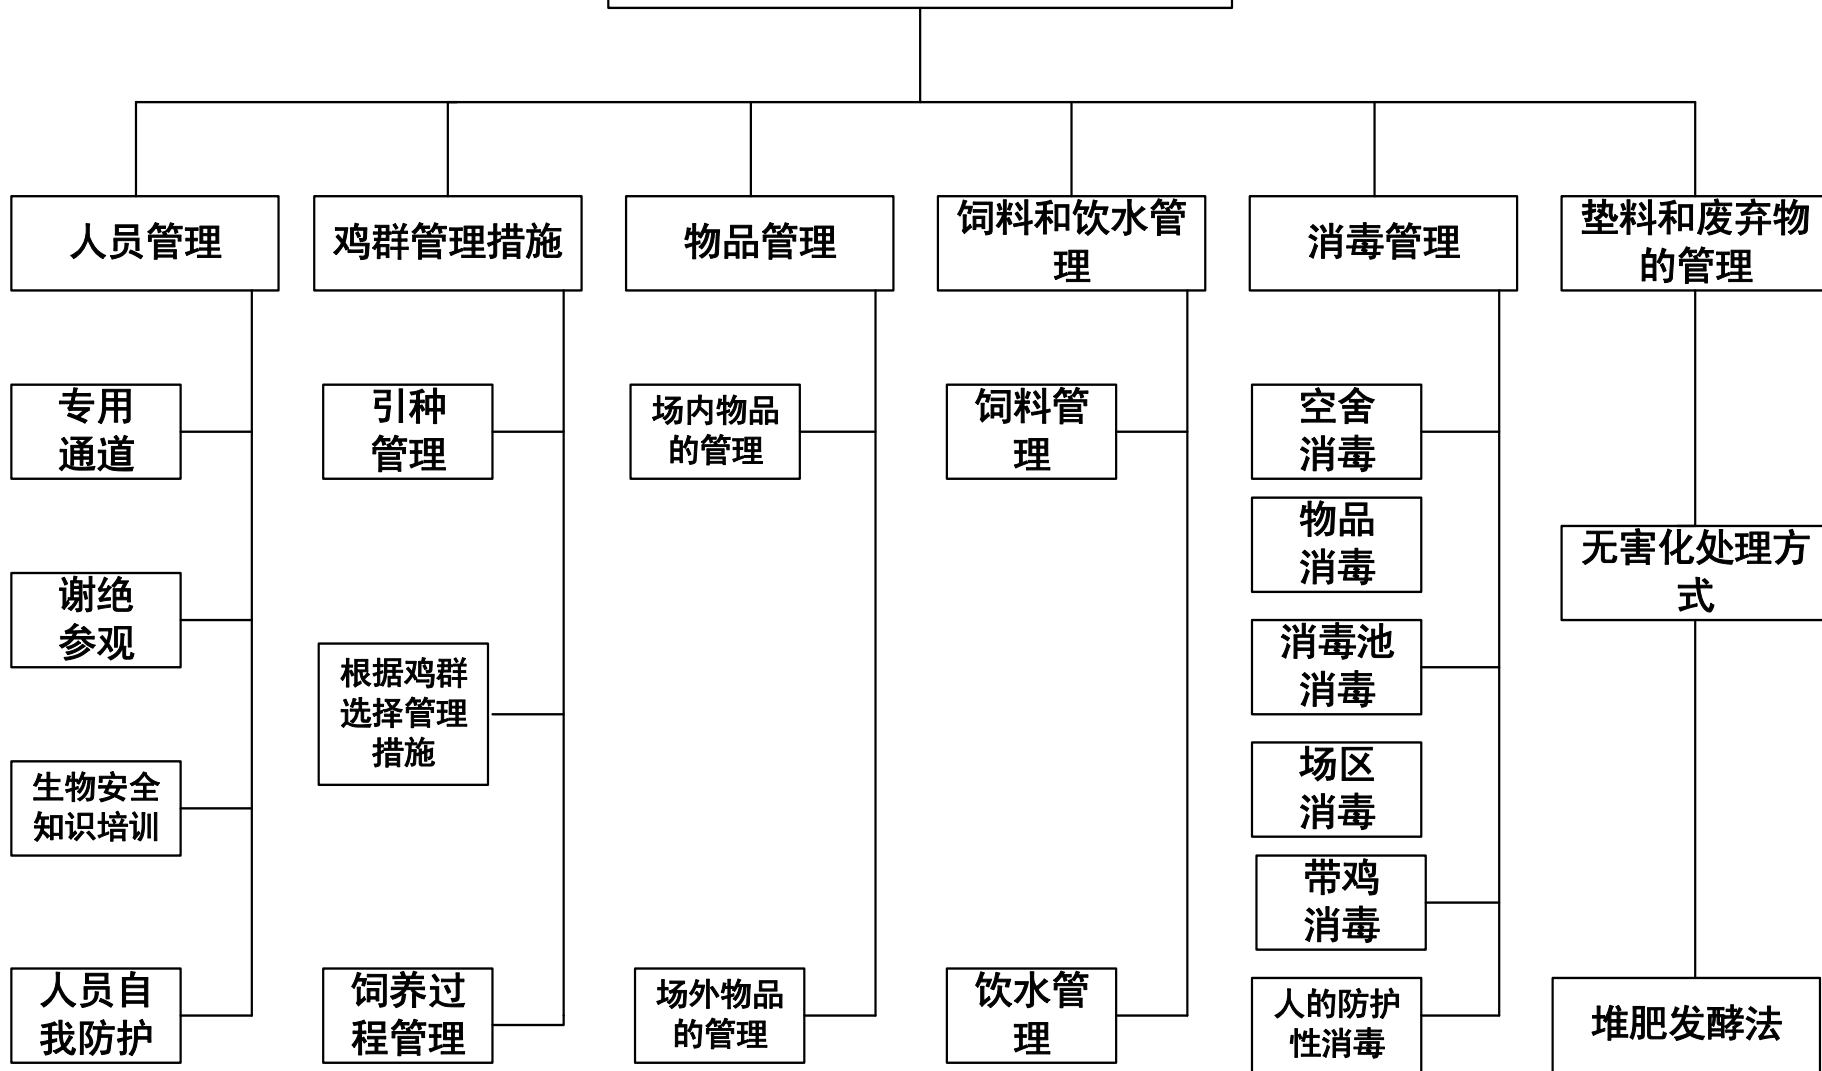 人员管理
鸡群管理措施
物品管理
饲料和饮水管
理
消毒管理
垫料和废弃物
的管理
专用
通道
引种
管理
场内物品
的管理
饲料管
理
空舍
消毒
物品
消毒
无害化处理方
式
谢绝
参观
根据鸡群
选择管理
措施
消毒池
消毒
生物安全
知识培训
场区
消毒
带鸡
消毒
人员自
我防护
饲养过
程管理
场外物品
的管理
饮水管
理
人的防护
性消毒
堆肥发酵法